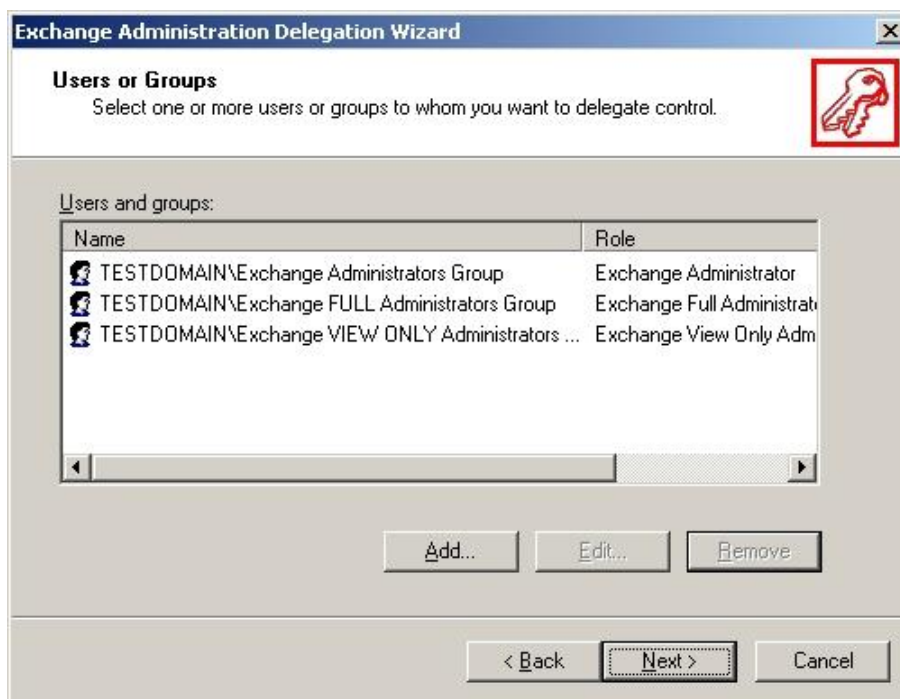 Exchange Administration Delegation Wizard
Users or Groups
Select one or more users or groups to whom you want to delegate control.
Users and groups:
Name Role
TESTDOMAIN\Exchange Administrators Group Exchange Administrator
TESTDOMAIN\Exchange FULL Administrators Group Exchange Full Administrat
TESTDOMAIN\Exchange VIEW ONLY Administrators ... Exchange View Only Adm
Add... Edit... Remove
< Back Next > Cancel